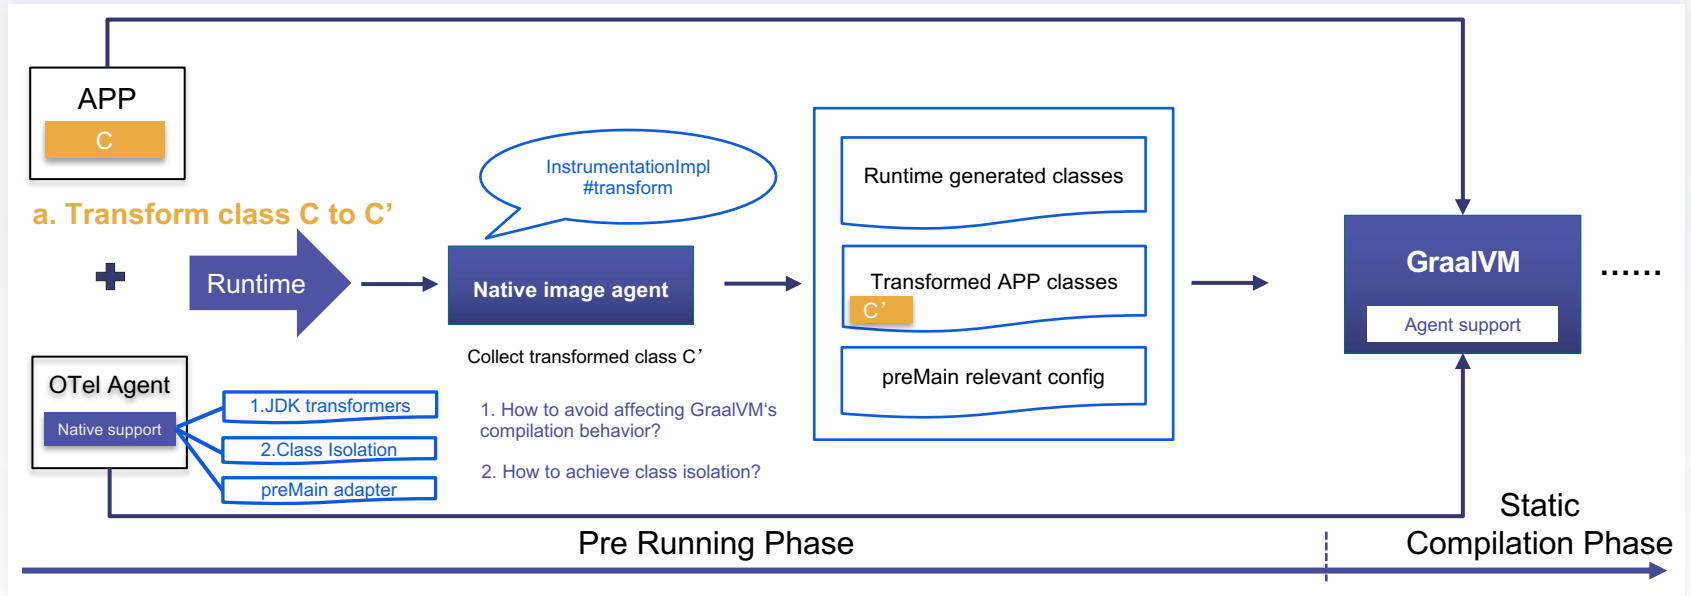 APP
C
a. Transform class C to C’
Runtime
OTel Agent
Native support
1.JDK transformers
2.Class Isolation
preMain adapter
InstrumentationImpl
#transform
Native image agent
Collect transformed class C’
1. How to avoid affecting GraalVM‘s
compilation behavior?
2. How to achieve class isolation?
Runtime generated classes
Transformed APP classes
C’
preMain relevant config
GraalVM
Agent support
......
Pre Running Phase
Static
Compilation Phase